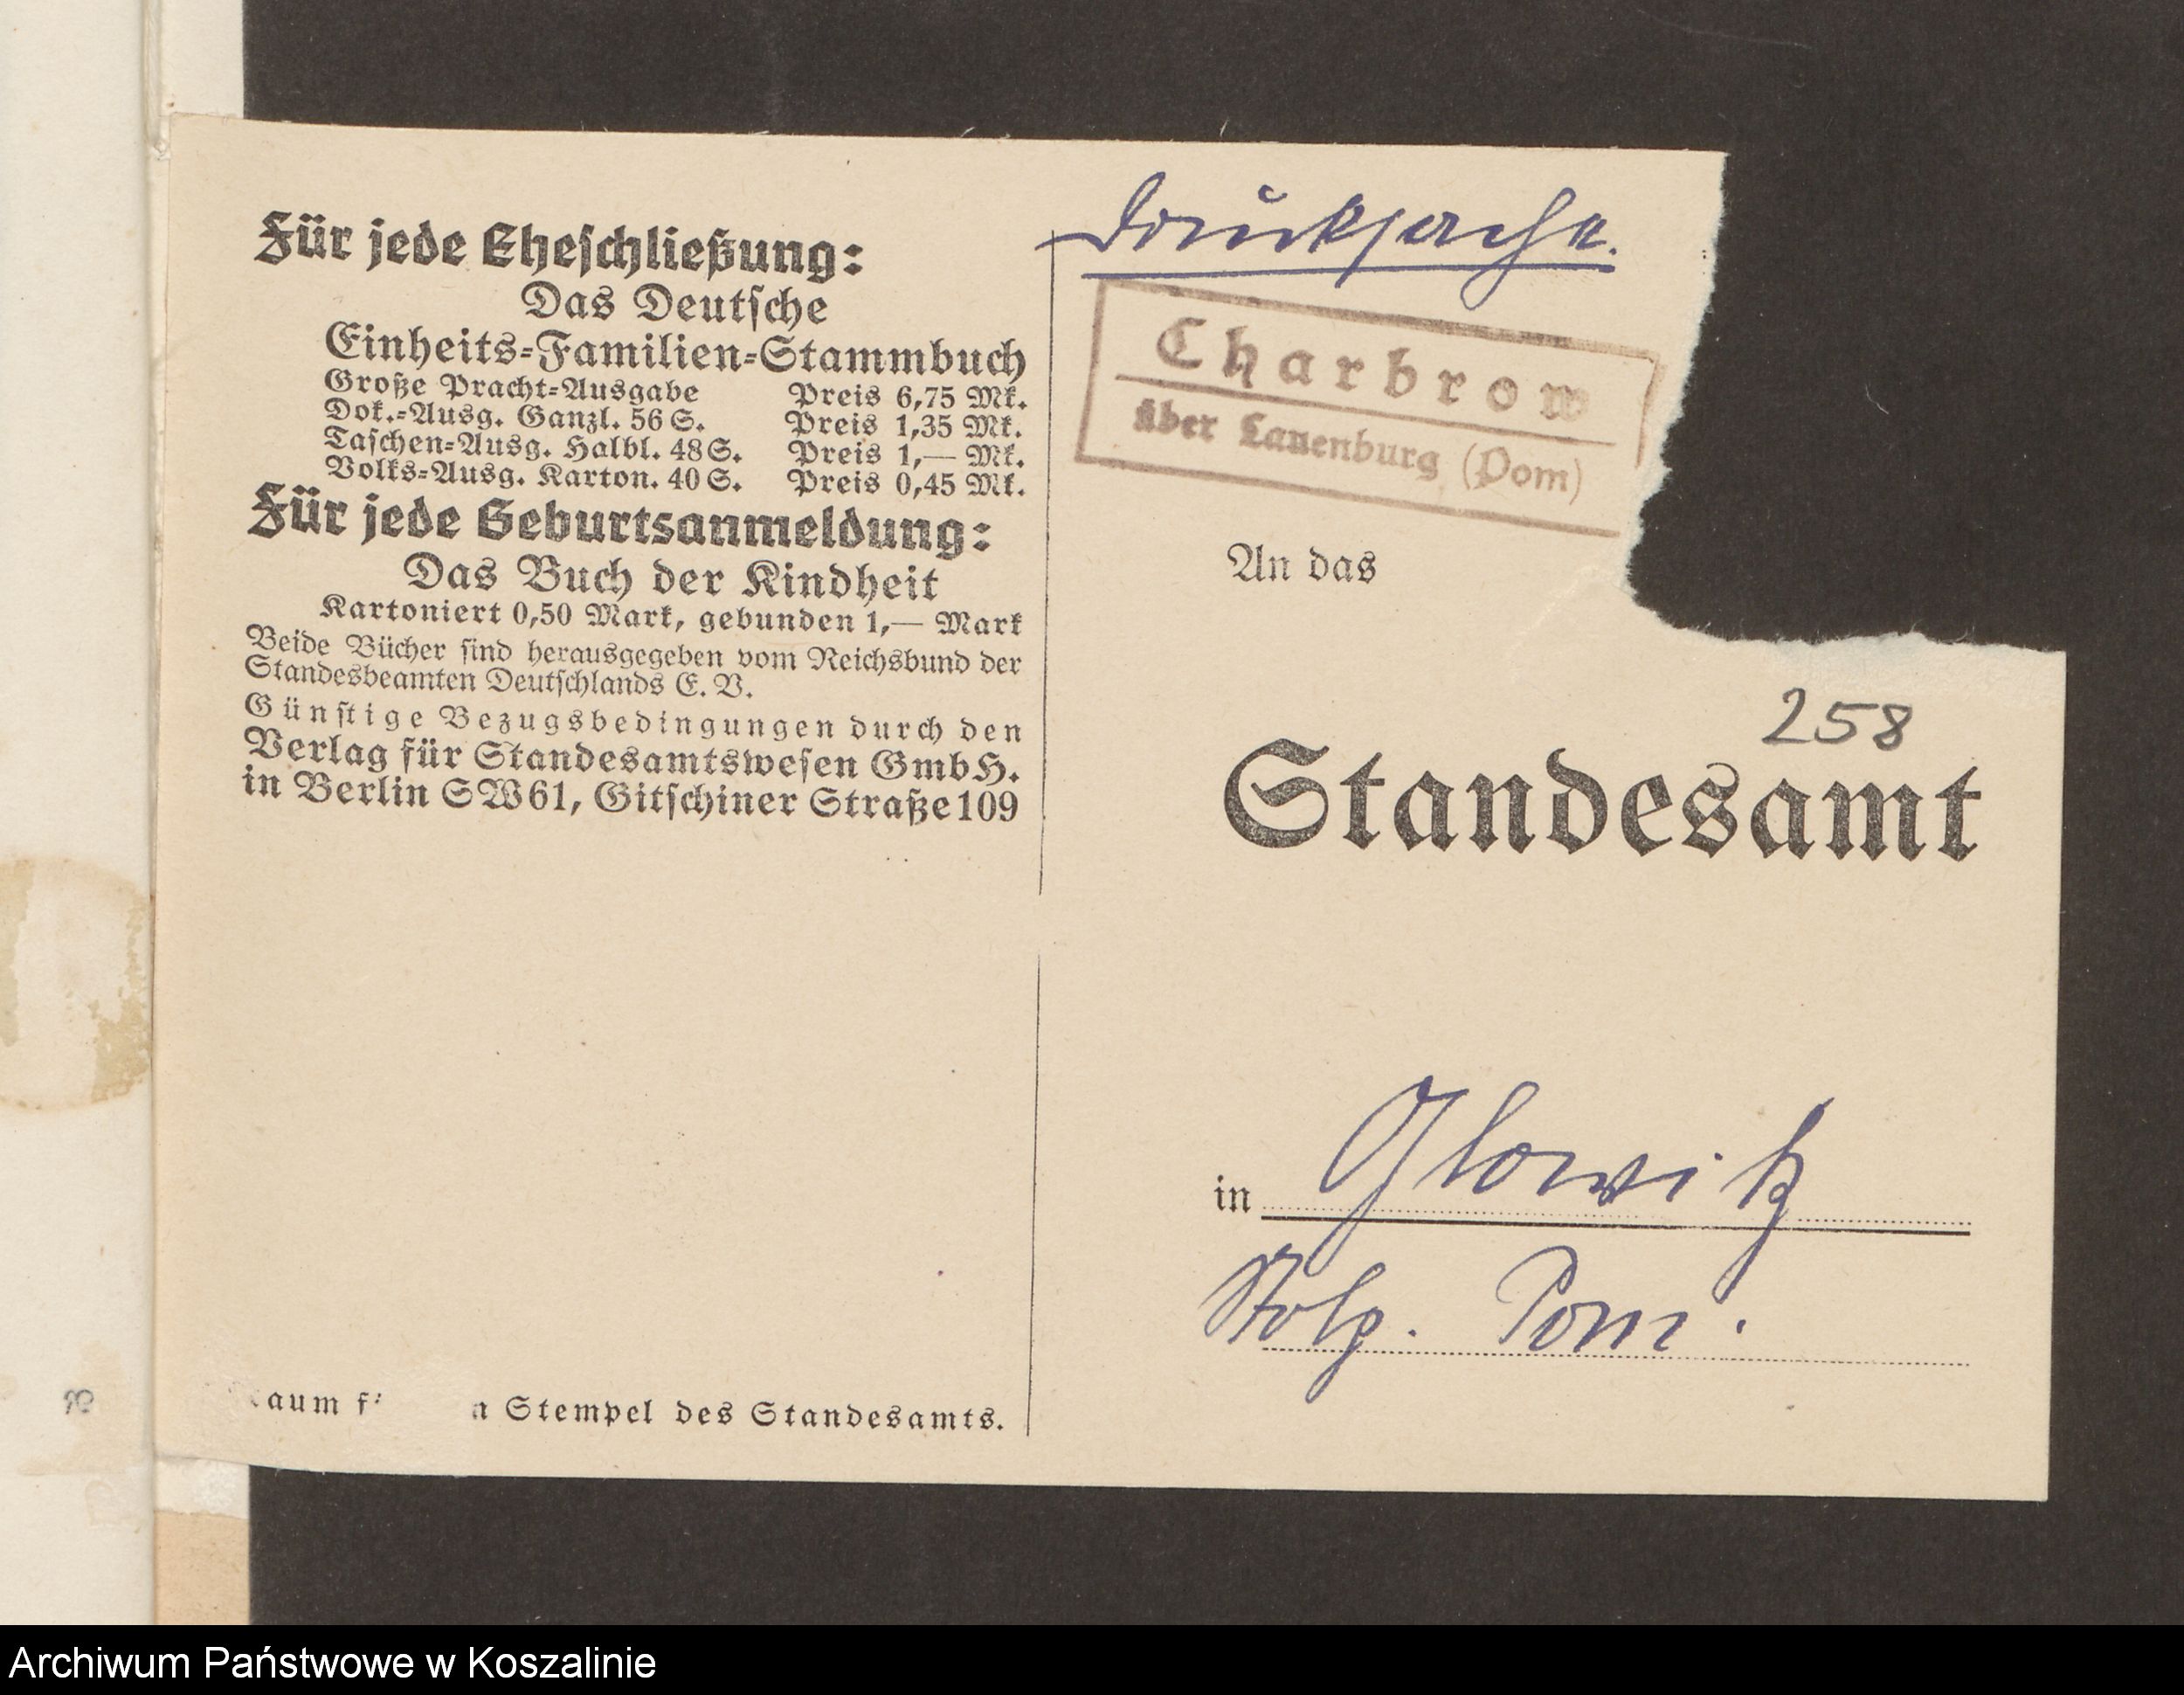 Für jede Eheschließung:
Das Deutsche
Einheits-Familien-Stammbuch
Große Pracht-Ausgabe Preis 6,75 Mk.
Dok.-Ausg. Ganzl. 56 S. Preis 1,35 Mk.
Taschen-Ausg. Halbl. 48 S. Preis 1,— Mk.
Volks-Ausg. Karton. 40 S. Preis 0,45 Mk.
Für jede Geburtsanmeldung:
Das Buch der Kindheit
Kartoniert 0,50 Mark, gebunden 1,— Mark
Beide Bücher sind herausgegeben vom Reichsbund der
Standesbeamten Deutschlands E. V.
Günstige Bezugsbedingungen durch den
Verlag für Standesamtswesen GmbH.
in Berlin SW61, Gitschiner Straße 109
aum f n Stempel des Standesamts.
Drucksache.
Charbrow
über Lauenburg (Pom)
An das
258
Standesamt
in Glowitz
Stolp. Pom.
Archiwum Państwowe w Koszalinie